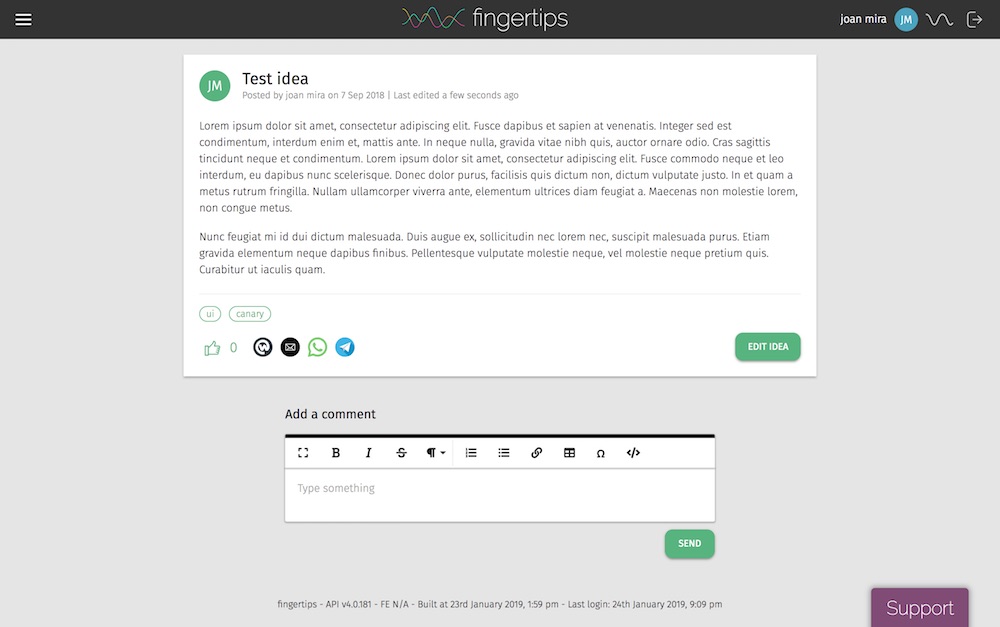 fingertips
joan mira JM
JM
Test idea
Posted by joan mira on 7 Sep 2018 | Last edited a few seconds ago
Lorem ipsum dolor sit amet, consectetur adipiscing elit. Fusce dapibus et sapien at venenatis. Integer sed est
condimentum, interdum enim et, mattis ante. In neque nulla, gravida vitae nibh quis, auctor ornare odio. Cras sagittis
tincidunt neque et condimentum. Lorem ipsum dolor sit amet, consectetur adipiscing elit. Fusce commodo neque et leo
interdum, eu dapibus nunc scelerisque. Donec dolor purus, facilisis quis dictum non, dictum vulputate justo. In et quam a
metus rutrum fringilla. Nullam ullamcorper viverra ante, elementum ultrices diam feugiat a. Maecenas non molestie lorem,
non congue metus.
Nunc feugiat mi id dui dictum malesuada. Duis augue ex, sollicitudin nec lorem nec, suscipit malesuada purus. Etiam
gravida elementum neque dapibus finibus. Pellentesque vulputate molestie neque, vel molestie neque pretium quis.
Curabitur ut iaculis quam.
ui canary
0
EDIT IDEA
Add a comment
B I S ¶ Ω </>
Type something
SEND
fingertips - API v4.0.181 - FE N/A - Built at 23rd January 2019, 1:59 pm - Last login: 24th January 2019, 9:09 pm
Support